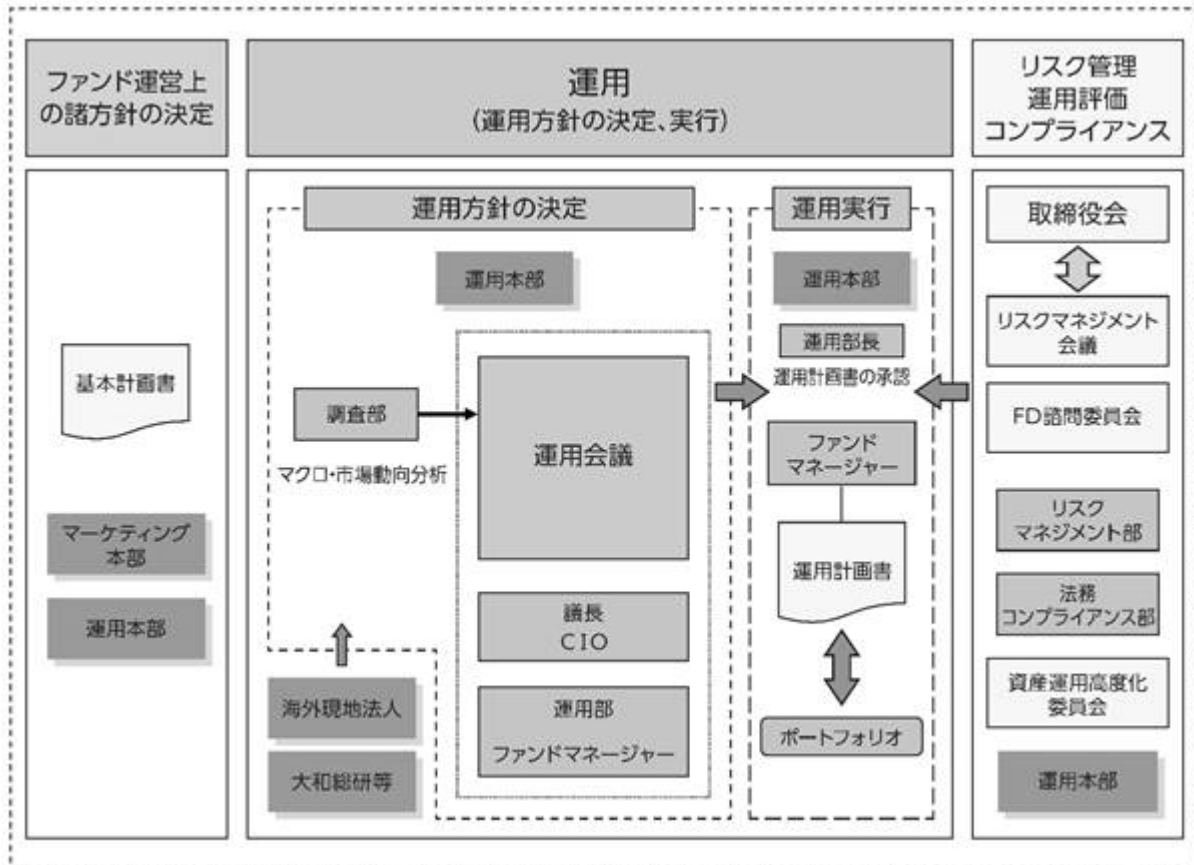 ファンド運営上
の諸方針の決定
運用
(運用方針の決定、実行)
リスク管理
運用評価
コンプライアンス
基本計画書
マーケティング
本部
運用本部
運用方針の決定
運用本部
調査部
マクロ・市場動向分析
運用会議
議長
CIO
運用部
ファンドマネージャー
海外現地法人
大和総研等
運用実行
運用本部
運用部長
運用計画書の承認
ファンド
マネージャー
運用計画書
ポートフォリオ
取締役会
リスクマネジメント
会議
FD諮問委員会
リスク
マネジメント部
法務
コンプライアンス部
資産運用高度化
委員会
運用本部